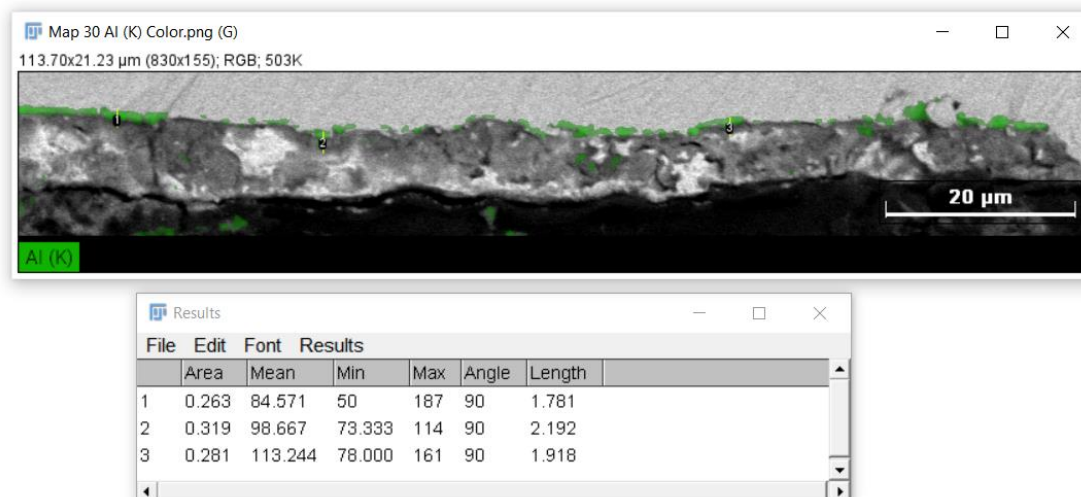 Map 30 Al (K) Color.png (G)
113.70x21.23 µm (830x155); RGB; 503K
1
2
3
20 µm
Al (K)
Results
File Edit Font Results
Area Mean Min Max Angle Length
1 0.263 84.571 50 187 90 1.781
2 0.319 98.667 73.333 114 90 2.192
3 0.281 113.244 78.000 161 90 1.918